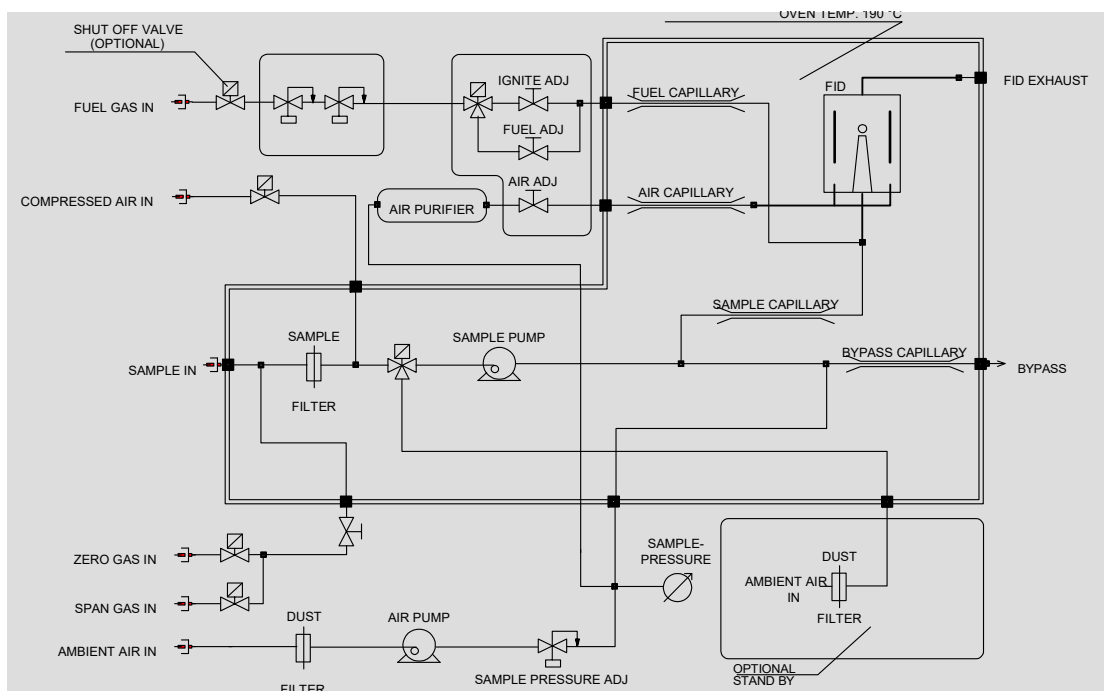 OVEN TEMP. 190 °C
SHUT OFF VALVE
(OPTIONAL)
FUEL GAS IN
IGNITE ADJ
FUEL ADJ
FUEL CAPILLARY
FID
FID EXHAUST
COMPRESSED AIR IN
AIR PURIFIER
AIR ADJ
AIR CAPILLARY
SAMPLE CAPILLARY
SAMPLE IN
SAMPLE
FILTER
SAMPLE PUMP
BYPASS CAPILLARY
BYPASS
ZERO GAS IN
SPAN GAS IN
AMBIENT AIR IN
DUST
FILTER
AIR PUMP
SAMPLE PRESSURE ADJ
SAMPLE-
PRESSURE
DUST
AMBIENT AIR
IN
FILTER
OPTIONAL
STAND BY